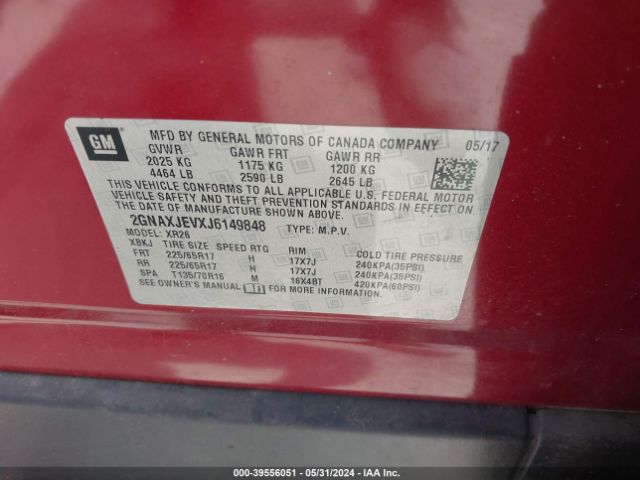 GM
MFD BY GENERAL MOTORS OF CANADA COMPANY 05/17
GVWR GAWR FRT GAWR RR
2025 KG 1175 KG 1200 KG
4464 LB 2590 LB 2645 LB
THIS VEHICLE CONFORMS TO ALL APPLICABLE U.S. FEDERAL MOTOR
VEHICLE SAFETY AND THEFT PREVENTION STANDARDS IN EFFECT ON
THE DATE OF MANUFACTURE SHOWN ABOVE.
2GNAXJEVXJ6149848 TYPE: M.P.V.
MODEL: XR26
XBKJ TIRE SIZE SPEED RTG RIM COLD TIRE PRESSURE
FRT 225/65R17 H 17X7J 240KPA(35PSI)
RR 225/65R17 H 17X7J 240KPA(35PSI)
SPA T135/70R16 M 16X4BT 420KPA(60PSI)
SEE OWNER'S MANUAL FOR MORE INFORMATION.
000-39556051 - 05/31/2024 - IAAI.COM